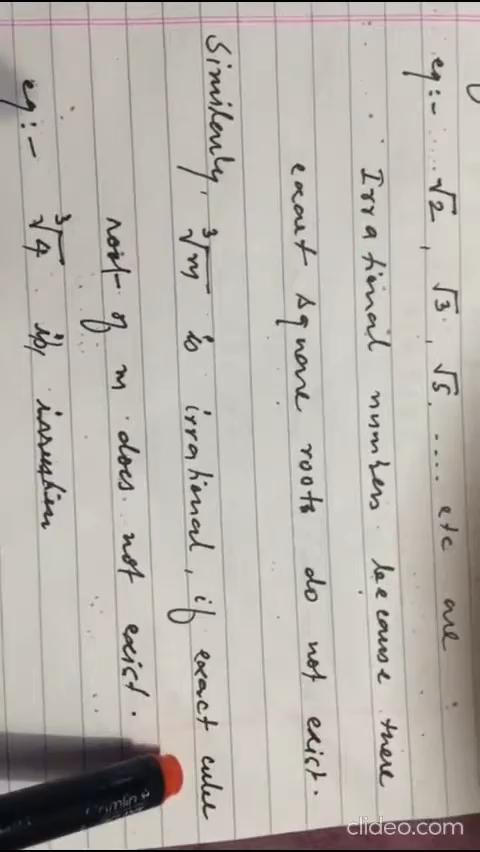 eg:- .... √2, √3, √5, .... etc are
Irrational numbers because there
exact square roots do not exist.
Similarly, ∛m is irrational, if exact cube
root of m does not exist.
eg:- ∛4 is
clideo.com